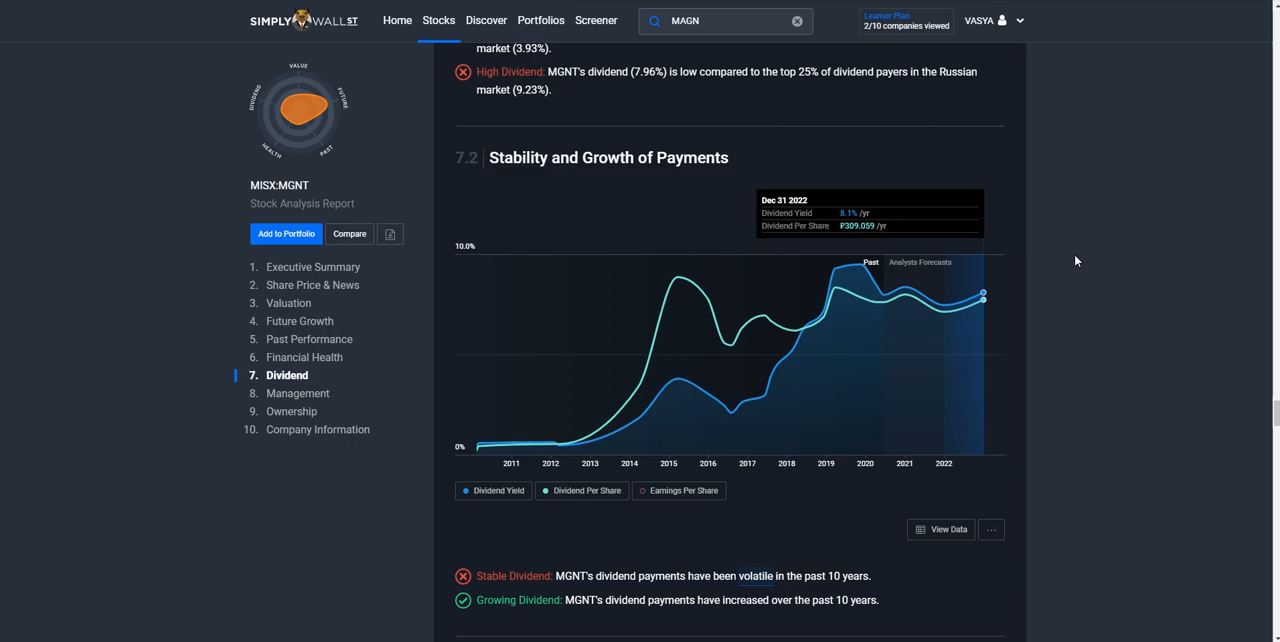 SIMPLY WALL ST
Home Stocks Discover Portfolios Screener
MAGN
Learner Plan
2/10 companies viewed
VASYA
VALUE
FUTURE
PAST
HEALTH
DIVIDEND
MISX:MGNT
Stock Analysis Report
Add to Portfolio
Compare
1. Executive Summary
2. Share Price & News
3. Valuation
4. Future Growth
5. Past Performance
6. Financial Health
7. Dividend
8. Management
9. Ownership
10. Company Information
market (3.93%).
High Dividend: MGNT's dividend (7.96%) is low compared to the top 25% of dividend payers in the Russian
market (9.23%).
7.2 Stability and Growth of Payments
Dec 31 2022
Dividend Yield 8.1% /yr
Dividend Per Share ₽309.059 /yr
10.0%
Past Analysts Forecasts
0%
2011 2012 2013 2014 2015 2016 2017 2018 2019 2020 2021 2022
Dividend Yield Dividend Per Share Earnings Per Share
View Data ...
Stable Dividend: MGNT's dividend payments have been volatile in the past 10 years.
Growing Dividend: MGNT's dividend payments have increased over the past 10 years.